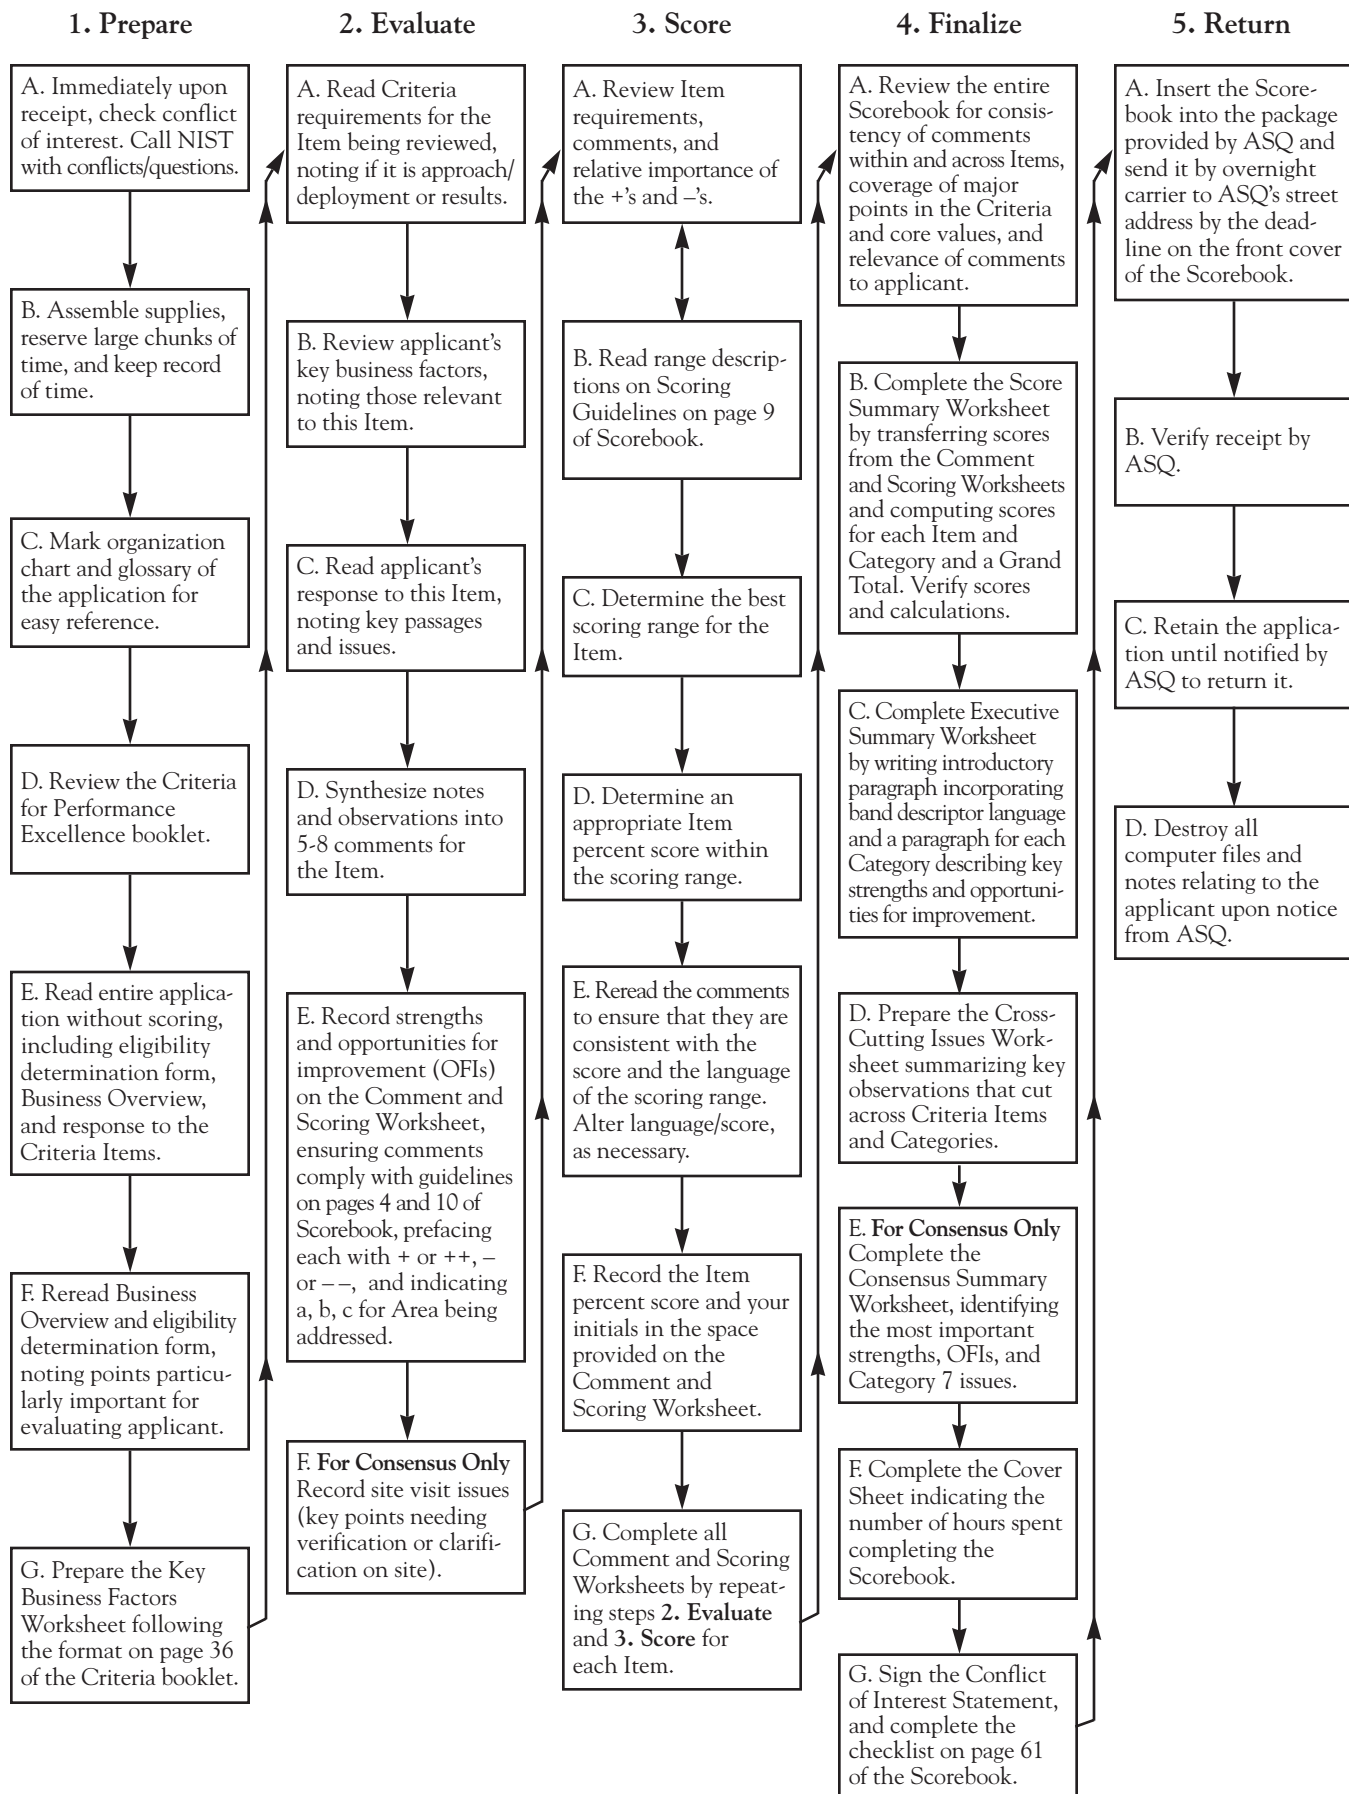 1. Prepare
A. Immediately upon
receipt, check conflict
of interest. Call NIST
with conflicts/questions.
B. Assemble supplies,
reserve large chunks of
time, and keep record
of time.
C. Mark organization
chart and glossary of
the application for
easy reference.
D. Review the Criteria
for Performance
Excellence booklet.
E. Read entire applica-
tion without scoring,
including eligibility
determination form,
Business Overview,
and response to the
Criteria Items.
F. Reread Business
Overview and eligibility
determination form,
noting points particu-
larly important for
evaluating applicant.
G. Prepare the Key
Business Factors
Worksheet following
the format on page 36
of the Criteria booklet.
2. Evaluate
A. Read Criteria
requirements for the
Item being reviewed,
noting if it is approach/
deployment or results.
B. Review applicant's
key business factors,
noting those relevant
to this Item.
C. Read applicant's
response to this Item,
noting key passages
and issues.
D. Synthesize notes
and observations into
5-8 comments for
the Item.
E. Record strengths
and opportunities for
improvement (OFIs)
on the Comment and
Scoring Worksheet,
ensuring comments
comply with guidelines
on pages 4 and 10 of
Scorebook, prefacing
each with + or ++, –
or – –, and indicating
a, b, c for Area being
addressed.
F. For Consensus Only
Record site visit issues
(key points needing
verification or clarifi-
cation on site).
3. Score
A. Review Item
requirements,
comments, and
relative importance of
the +'s and –'s.
B. Read range descrip-
tions on Scoring
Guidelines on page 9
of Scorebook.
C. Determine the best
scoring range for the
Item.
D. Determine an
appropriate Item
percent score within
the scoring range.
E. Reread the comments
to ensure that they are
consistent with the
score and the language
of the scoring range.
Alter language/score,
as necessary.
F. Record the Item
percent score and your
initials in the space
provided on the
Comment and
Scoring Worksheet.
G. Complete all
Comment and Scoring
Worksheets by repeat-
ing steps 2. Evaluate
and 3. Score for
each Item.
4. Finalize
A. Review the entire
Scorebook for consis-
tency of comments
within and across Items,
coverage of major
points in the Criteria
and core values, and
relevance of comments
to applicant.
B. Complete the Score
Summary Worksheet
by transferring scores
from the Comment
and Scoring Worksheets
and computing scores
for each Item and
Category and a Grand
Total. Verify scores
and calculations.
C. Complete Executive
Summary Worksheet
by writing introductory
paragraph incorporating
band descriptor language
and a paragraph for each
Category describing key
strengths and opportuni-
ties for improvement.
D. Prepare the Cross-
Cutting Issues Work-
sheet summarizing key
observations that cut
across Criteria Items
and Categories.
E. For Consensus Only
Complete the
Consensus Summary
Worksheet, identifying
the most important
strengths, OFIs, and
Category 7 issues.
F. Complete the Cover
Sheet indicating the
number of hours spent
completing the
Scorebook.
G. Sign the Conflict
of Interest Statement,
and complete the
checklist on page 61
of the Scorebook.
5. Return
A. Insert the Score-
book into the package
provided by ASQ and
send it by overnight
carrier to ASQ's street
address by the dead-
line on the front cover
of the Scorebook.
B. Verify receipt by
ASQ.
C. Retain the applica-
tion until notified by
ASQ to return it.
D. Destroy all
computer files and
notes relating to the
applicant upon notice
from ASQ.